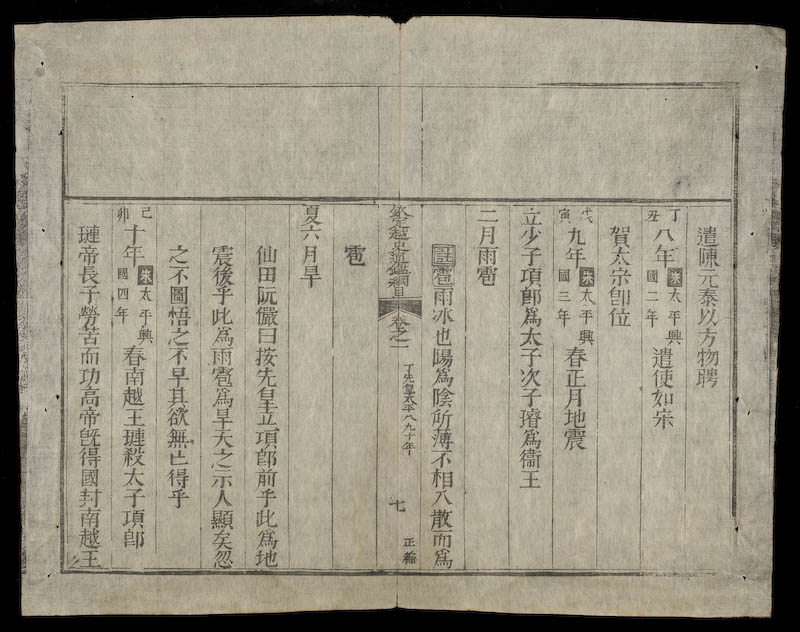 遣陳元泰以方物聘
丁丑八年宋太平興國二年遣使如宋
賀太宗卽位
戊寅九年宋太平興國三年春正月地震
立少子項郎爲太子次子璿爲衞王
二月雨雹
註雹雨冰也陽爲陰所薄不相入散而爲
越史通鑑綱目 卷之一 丁先皇太平八九十年 七 正編
雹
夏六月旱
仙田阮儼曰按先皇立項郎前乎此爲地
震後乎此爲雨雹爲旱天之示人顯矣忽
之不圖悟之不早其欲無亡得乎
己卯十年宋太平興國四年春南越王璉殺太子項郎
璉帝長子勞苦而功高帝旣得國封南越王